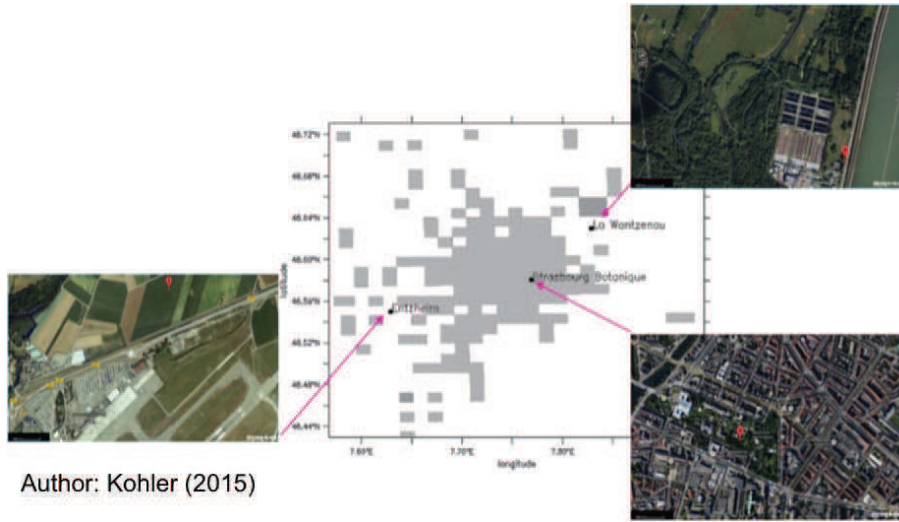 48.72°N
48.68°N
48.64°N
La Wantzenau
48.60°N
Strasbourg Botanique
latitude
48.56°N
Entzheim
48.52°N
48.48°N
48.44°N
7.60°E 7.70°E 7.80°E
longitude
Author: Kohler (2015)